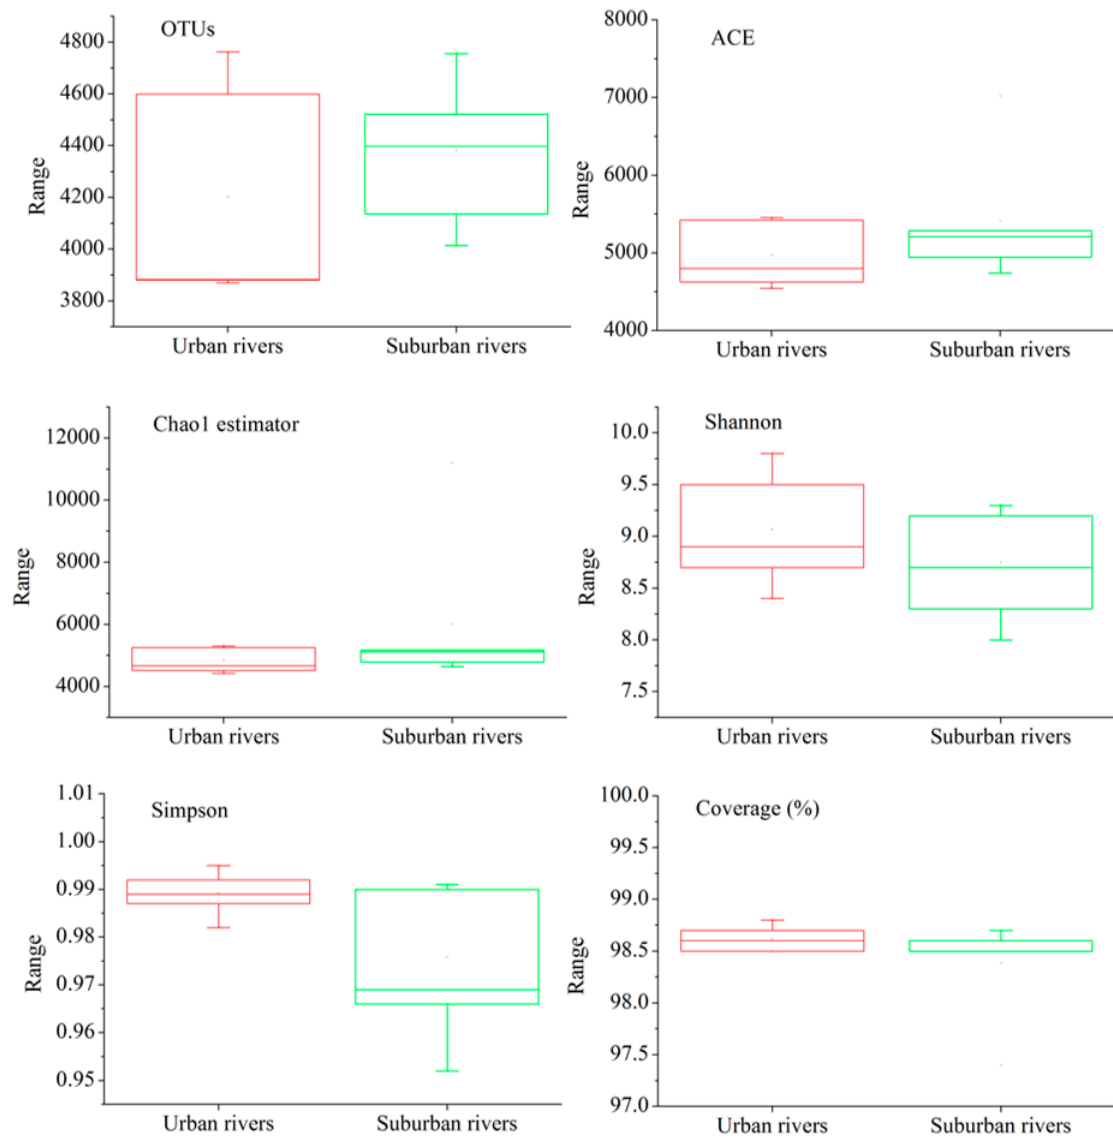 OTUs
4800
4600
4400
4200
4000
3800
Range
Urban rivers
Suburban rivers
ACE
8000
7000
6000
5000
4000
Range
Urban rivers
Suburban rivers
Chao1 estimator
12000
10000
8000
6000
4000
Range
Urban rivers
Suburban rivers
Shannon
10.0
9.5
9.0
8.5
8.0
7.5
Range
Urban rivers
Suburban rivers
Simpson
1.01
1.00
0.99
0.98
0.97
0.96
0.95
Range
Urban rivers
Suburban rivers
Coverage (%)
100.0
99.5
99.0
98.5
98.0
97.5
97.0
Range
Urban rivers
Suburban rivers